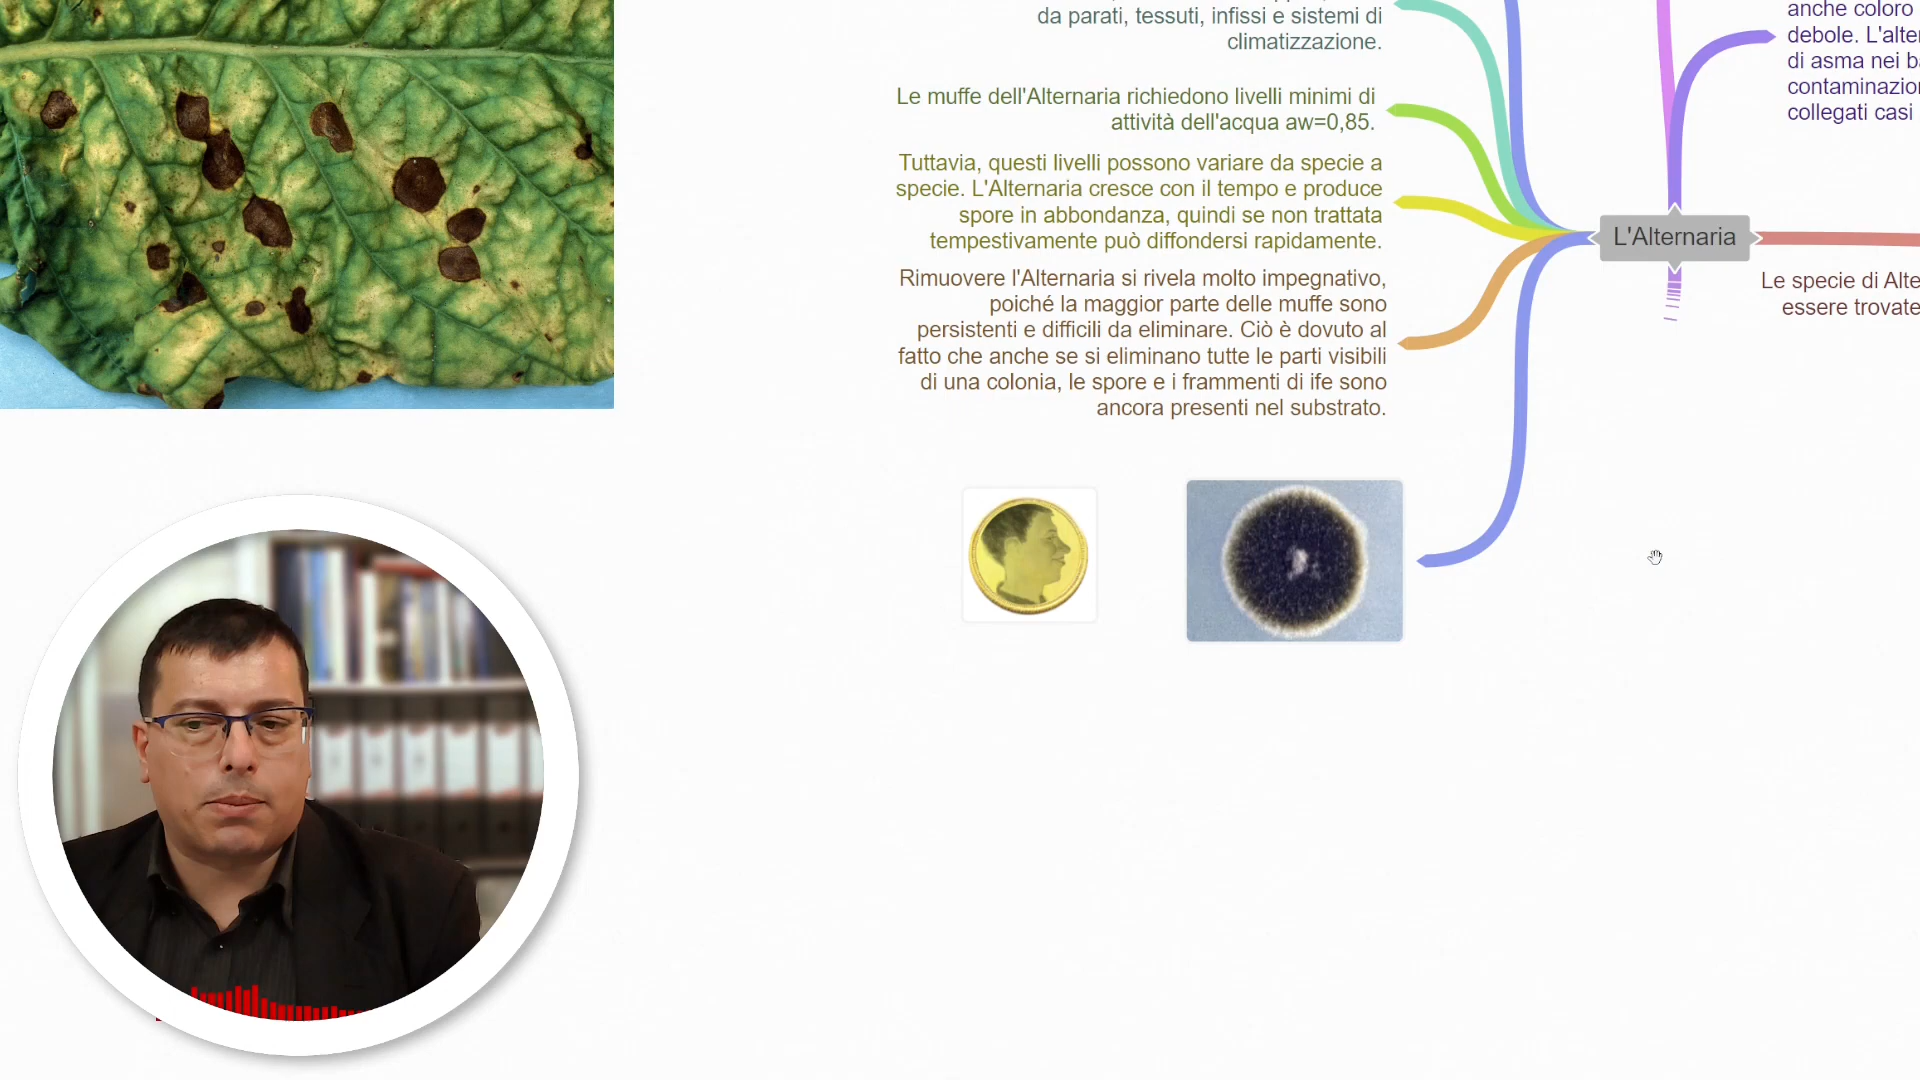 da parati, tessuti, infissi e sistemi di
climatizzazione.
Le muffe dell'Alternaria richiedono livelli minimi di
attività dell'acqua aw=0,85.
Tuttavia, questi livelli possono variare da specie a
specie. L'Alternaria cresce con il tempo e produce
spore in abbondanza, quindi se non trattata
tempestivamente può diffondersi rapidamente.
Rimuovere l'Alternaria si rivela molto impegnativo,
poiché la maggior parte delle muffe sono
persistenti e difficili da eliminare. Ciò è dovuto al
fatto che anche se si eliminano tutte le parti visibili
di una colonia, le spore e i frammenti di ife sono
ancora presenti nel substrato.
L'Alternaria
anche coloro
debole. L'alter
di asma nei ba
contaminazion
collegati casi
Le specie di Alte
essere trovate